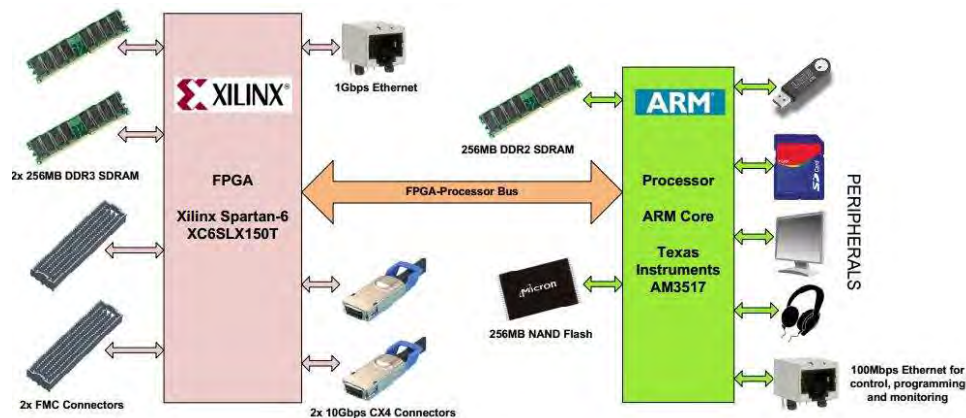 XILINX®
1Gbps Ethernet
2x 256MB DDR3 SDRAM
FPGA
Xilinx Spartan-6
XC6SLX150T
2x FMC Connectors
2x 10Gbps CX4 Connectors
FPGA-Processor Bus
256MB DDR2 SDRAM
Micron
256MB NAND Flash
ARM®
Processor
ARM Core
Texas
Instruments
AM3517
PERIPHERALS
100Mbps Ethernet for
control, programming
and monitoring